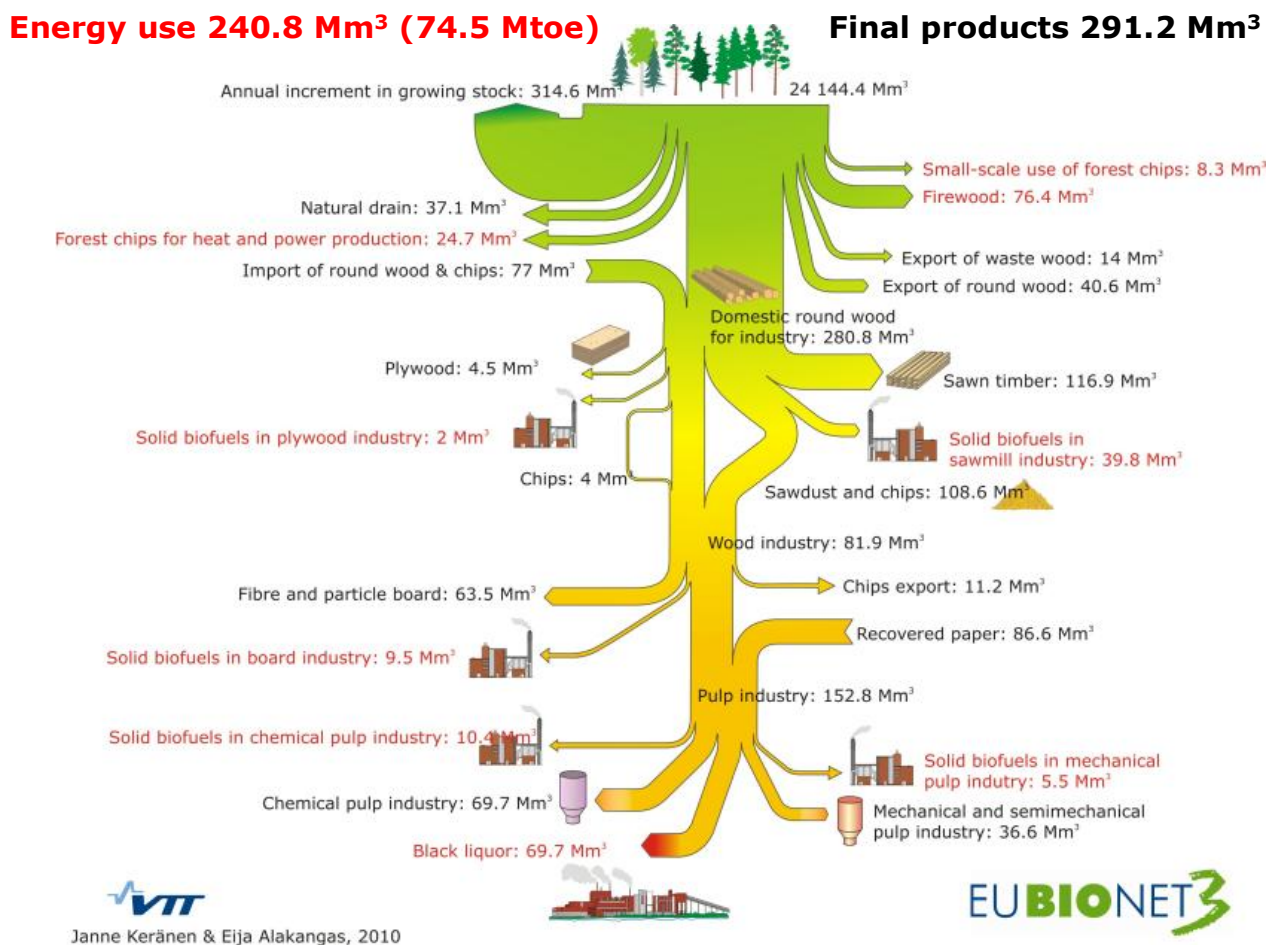 Energy use 240.8 Mm³ (74.5 Mtoe)
Final products 291.2 Mm³
Annual increment in growing stock: 314.6 Mm³
24 144.4 Mm³
Small-scale use of forest chips: 8.3 Mm³
Firewood: 76.4 Mm³
Natural drain: 37.1 Mm³
Forest chips for heat and power production: 24.7 Mm³
Export of waste wood: 14 Mm³
Import of round wood & chips: 77 Mm³
Export of round wood: 40.6 Mm³
Domestic round wood
for industry: 280.8 Mm³
Plywood: 4.5 Mm³
Sawn timber: 116.9 Mm³
Solid biofuels in plywood industry: 2 Mm³
Solid biofuels in
sawmill industry: 39.8 Mm³
Chips: 4 Mm³
Sawdust and chips: 108.6 Mm³
Wood industry: 81.9 Mm³
Fibre and particle board: 63.5 Mm³
Chips export: 11.2 Mm³
Recovered paper: 86.6 Mm³
Solid biofuels in board industry: 9.5 Mm³
Pulp industry: 152.8 Mm³
Solid biofuels in chemical pulp industry: 10.4 Mm³
Solid biofuels in mechanical
pulp indutry: 5.5 Mm³
Chemical pulp industry: 69.7 Mm³
Mechanical and semimechanical
pulp industry: 36.6 Mm³
Black liquor: 69.7 Mm³
VTT
EUBIONET3
Janne Keränen & Eija Alakangas, 2010